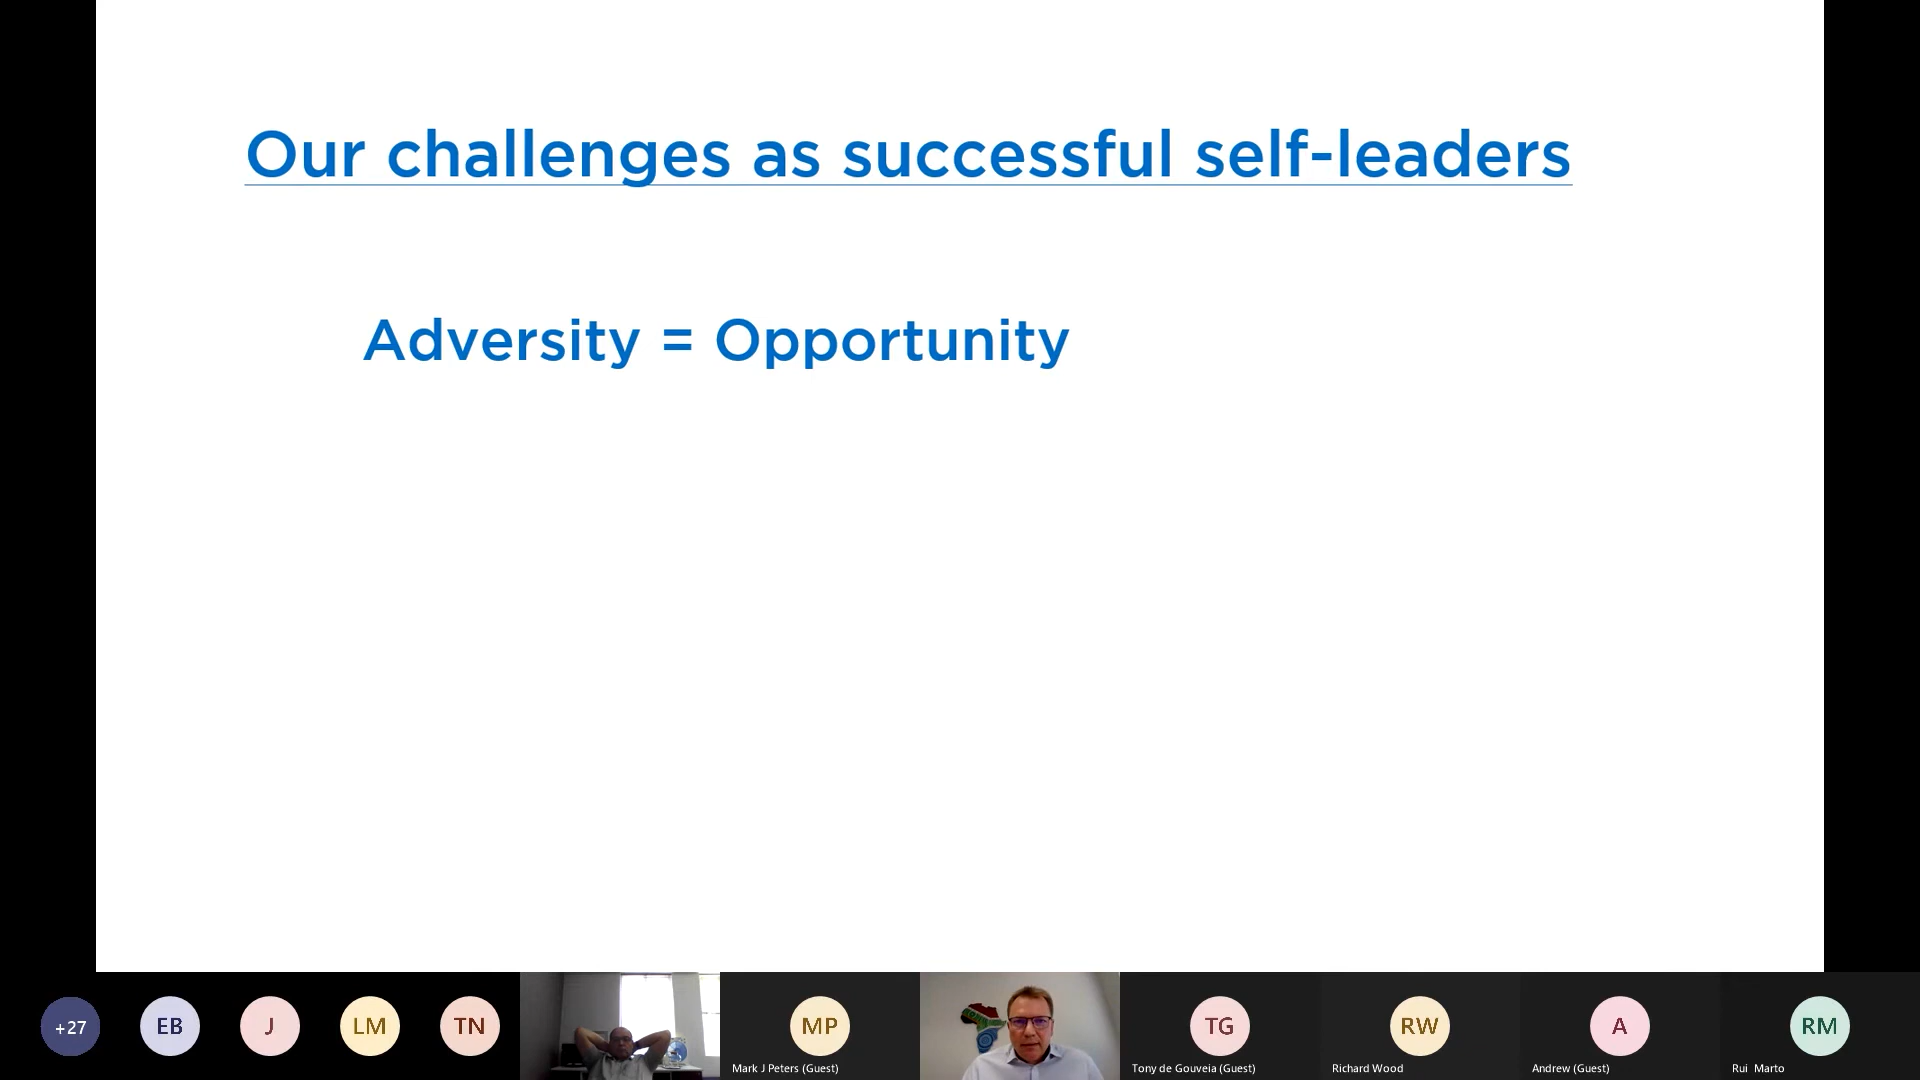 Our challenges as successful self-leaders
Adversity = Opportunity
+27
EB
J
LM
TN
MP
Mark J Peters (Guest)
TG
Tony de Gouveia (Guest)
RW
Richard Wood
A
Andrew (Guest)
RM
Rui Marto